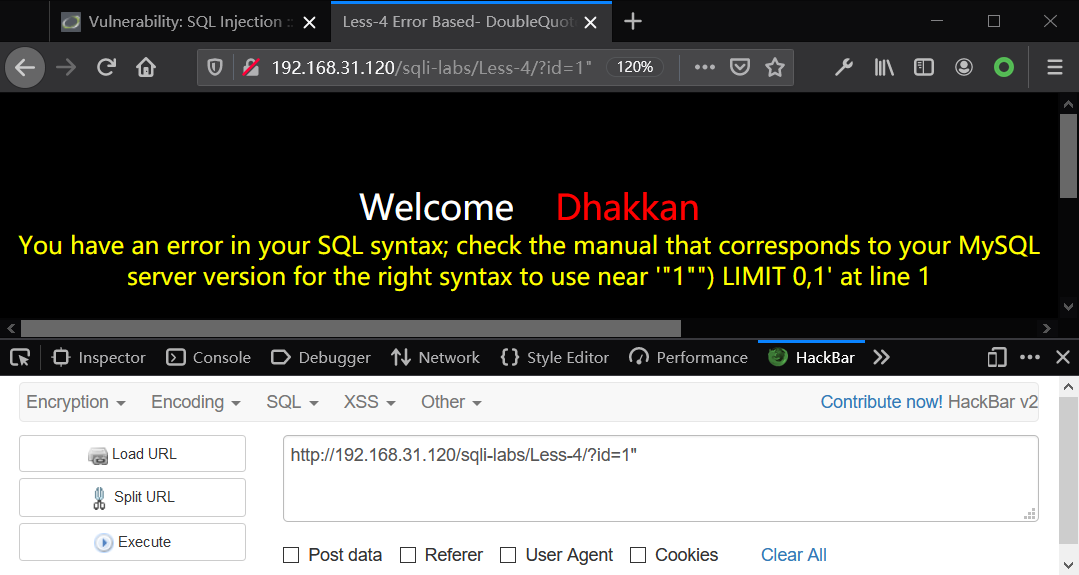 Vulnerability: SQL Injection ::
Less-4 Error Based- DoubleQuot
192.168.31.120/sqli-labs/Less-4/?id=1"
120%
Welcome Dhakkan
You have an error in your SQL syntax; check the manual that corresponds to your MySQL
server version for the right syntax to use near '"1"") LIMIT 0,1' at line 1
Inspector Console Debugger Network Style Editor Performance HackBar
Encryption Encoding SQL XSS Other Contribute now! HackBar v2
Load URL
http://192.168.31.120/sqli-labs/Less-4/?id=1"
Split URL
Execute
Post data Referer User Agent Cookies Clear All